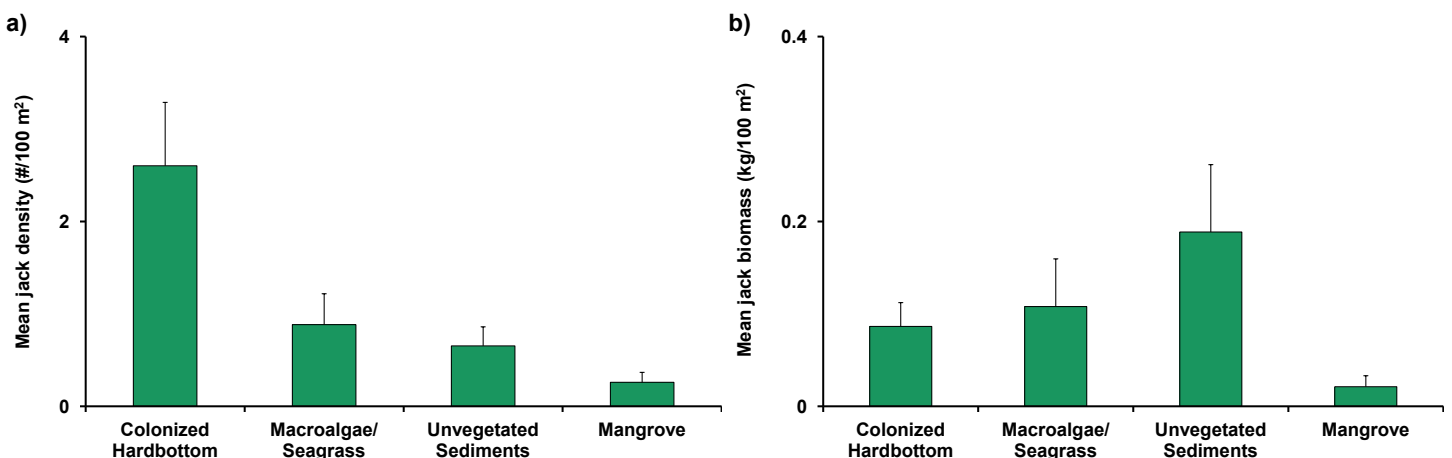 a)
Mean jack density (#/100 m²)
4
2
0
Colonized
Hardbottom
Macroalgae/
Seagrass
Unvegetated
Sediments
Mangrove
b)
Mean jack biomass (kg/100 m²)
0.4
0.2
0
Colonized
Hardbottom
Macroalgae/
Seagrass
Unvegetated
Sediments
Mangrove